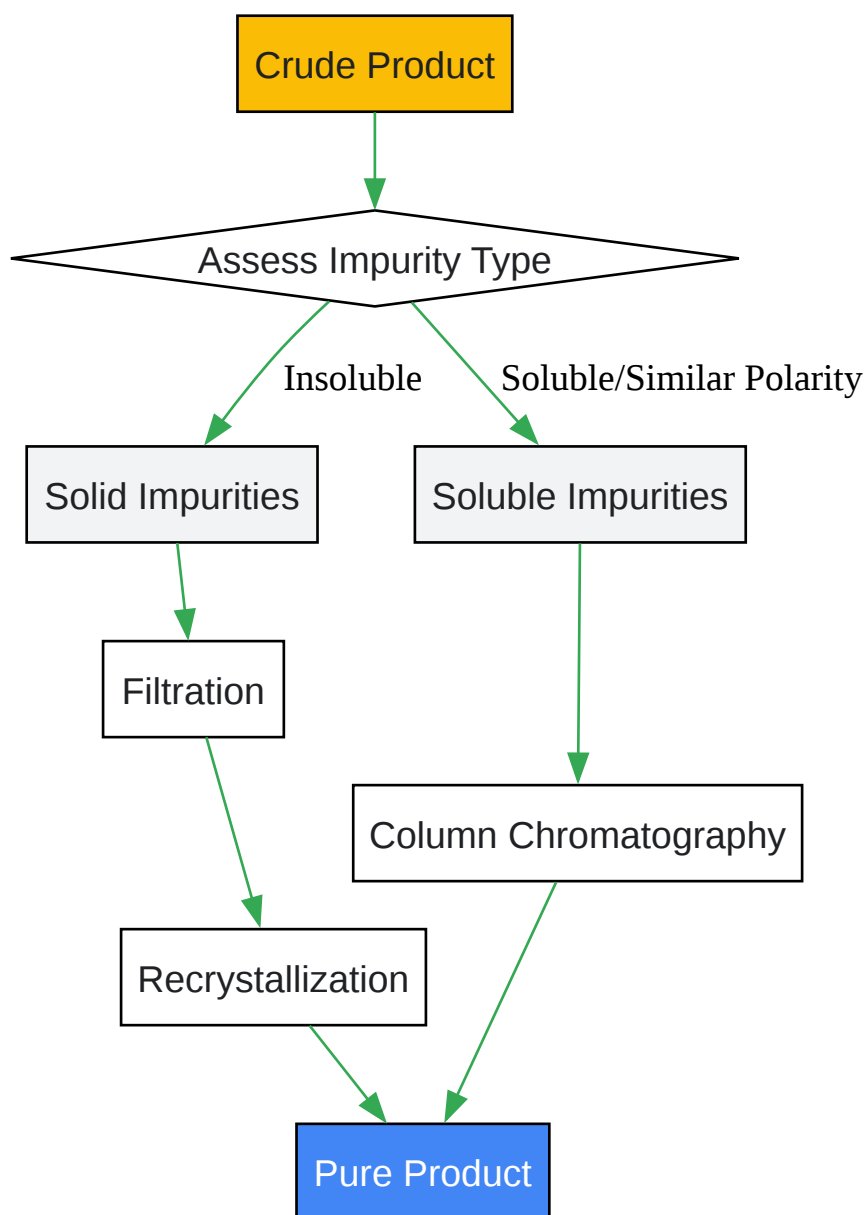 Crude Product
Assess Impurity Type
Insoluble
Soluble/Similar Polarity
Solid Impurities
Soluble Impurities
Filtration
Column Chromatography
Recrystallization
Pure Product